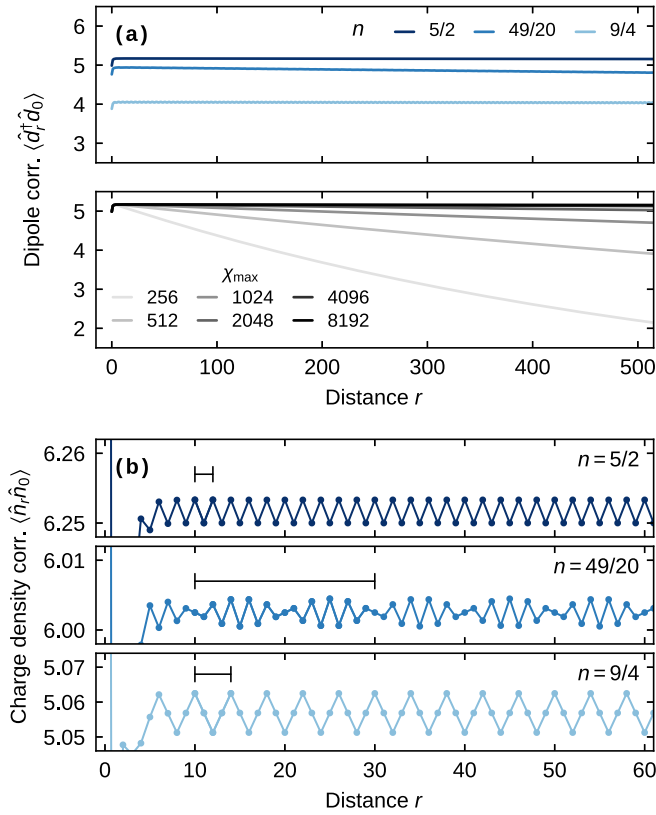 (a)
n 5/2 49/20 9/4
6
5
4
3
Dipole corr. ⟨d̂†ᵣ d̂₀⟩
5
4
3
2
χmax
256 1024 4096
512 2048 8192
0 100 200 300 400 500
Distance r
(b)
n = 5/2
6.26
6.25
n = 49/20
6.01
6.00
Charge density corr. ⟨n̂ᵣn̂₀⟩
n = 9/4
5.07
5.06
5.05
0 10 20 30 40 50 60
Distance r